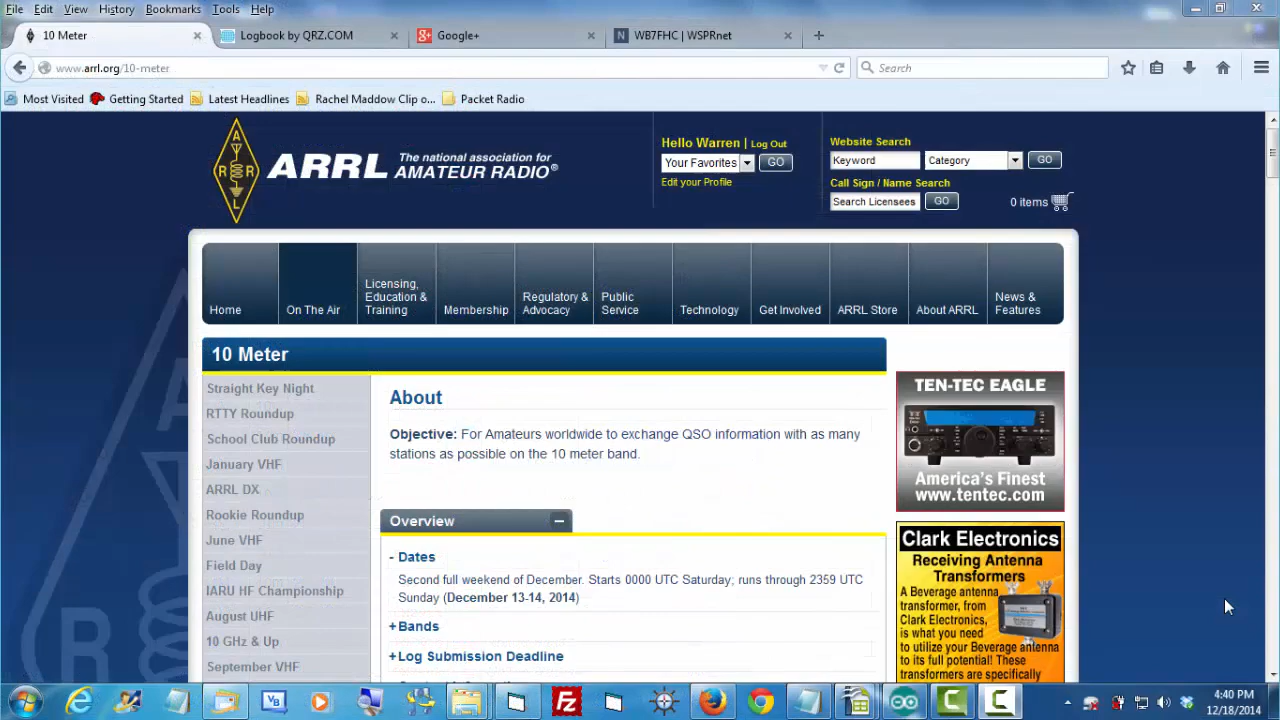 File Edit View History Bookmarks Tools Help
10 Meter
Logbook by QRZ.COM
Google+
WB7FHC | WSPRnet
www.arrl.org/10-meter
Search
Most Visited
Getting Started
Latest Headlines
Rachel Maddow Clip o...
Packet Radio
A
R R
L
ARRL The national association for
AMATEUR RADIO®
Hello Warren | Log Out
Your Favorites GO
Edit your Profile
Website Search
Keyword Category GO
Call Sign / Name Search
Search Licensees GO
0 items
Home
On The Air
Licensing,
Education &
Training
Membership
Regulatory &
Advocacy
Public
Service
Technology
Get Involved
ARRL Store
About ARRL
News &
Features
10 Meter
Straight Key Night
RTTY Roundup
School Club Roundup
January VHF
ARRL DX
Rookie Roundup
June VHF
Field Day
IARU HF Championship
August UHF
10 GHz & Up
September VHF
About
Objective: For Amateurs worldwide to exchange QSO information with as many
stations as possible on the 10 meter band.
Overview
- Dates
Second full weekend of December. Starts 0000 UTC Saturday; runs through 2359 UTC
Sunday (December 13-14, 2014)
+Bands
+Log Submission Deadline
TEN-TEC EAGLE
America's Finest
www.tentec.com
Clark Electronics
Receiving Antenna
Transformers
A Beverage antenna
transformer, from
Clark Electronics,
is what you need
to utilize your Beverage antenna
to its full potential! These
transformers are specifically
4:40 PM
12/18/2014